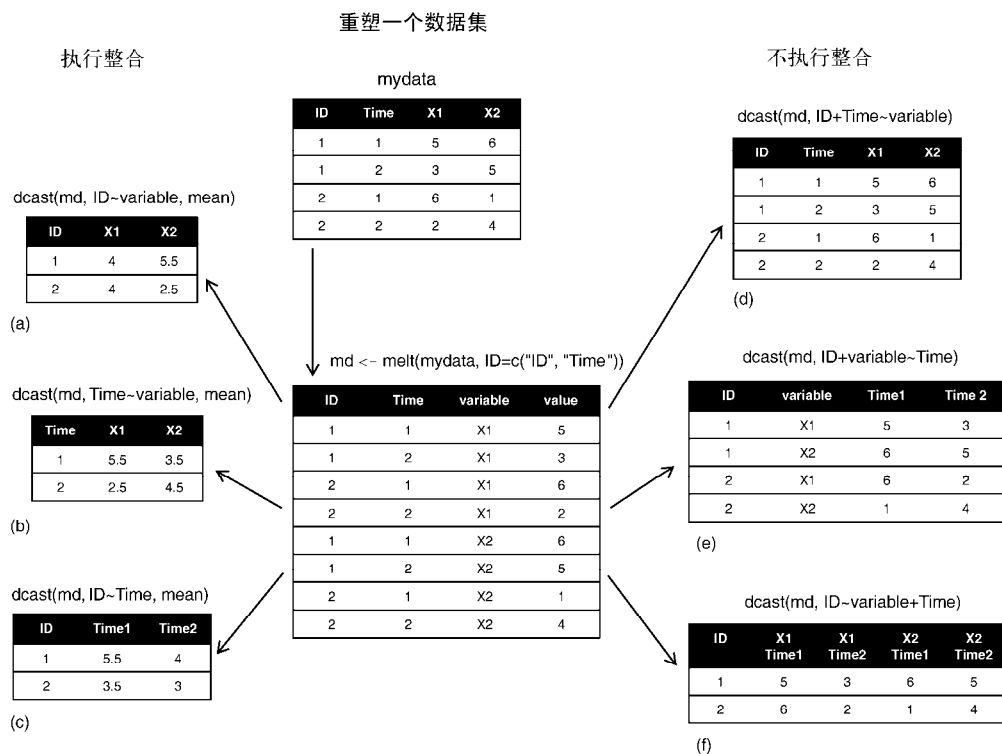 重塑一个数据集
执行整合
不执行整合
mydata
ID Time X1 X2
1 1 5 6
1 2 3 5
2 1 6 1
2 2 2 4
dcast(md, ID~variable, mean)
ID X1 X2
1 4 5.5
2 4 2.5
(a)
dcast(md, Time~variable, mean)
Time X1 X2
1 5.5 3.5
2 2.5 4.5
(b)
dcast(md, ID~Time, mean)
ID Time1 Time2
1 5.5 4
2 3.5 3
(c)
md <- melt(mydata, ID=c("ID", "Time"))
ID Time variable value
1 1 X1 5
1 2 X1 3
2 1 X1 6
2 2 X1 2
1 1 X2 6
1 2 X2 5
2 1 X2 1
2 2 X2 4
dcast(md, ID+Time~variable)
ID Time X1 X2
1 1 5 6
1 2 3 5
2 1 6 1
2 2 2 4
(d)
dcast(md, ID+variable~Time)
ID variable Time1 Time 2
1 X1 5 3
1 X2 6 5
2 X1 6 2
2 X2 1 4
(e)
dcast(md, ID~variable+Time)
ID X1 X1 X2 X2
Time1 Time2 Time1 Time2
1 5 3 6 5
2 6 2 1 4
(f)